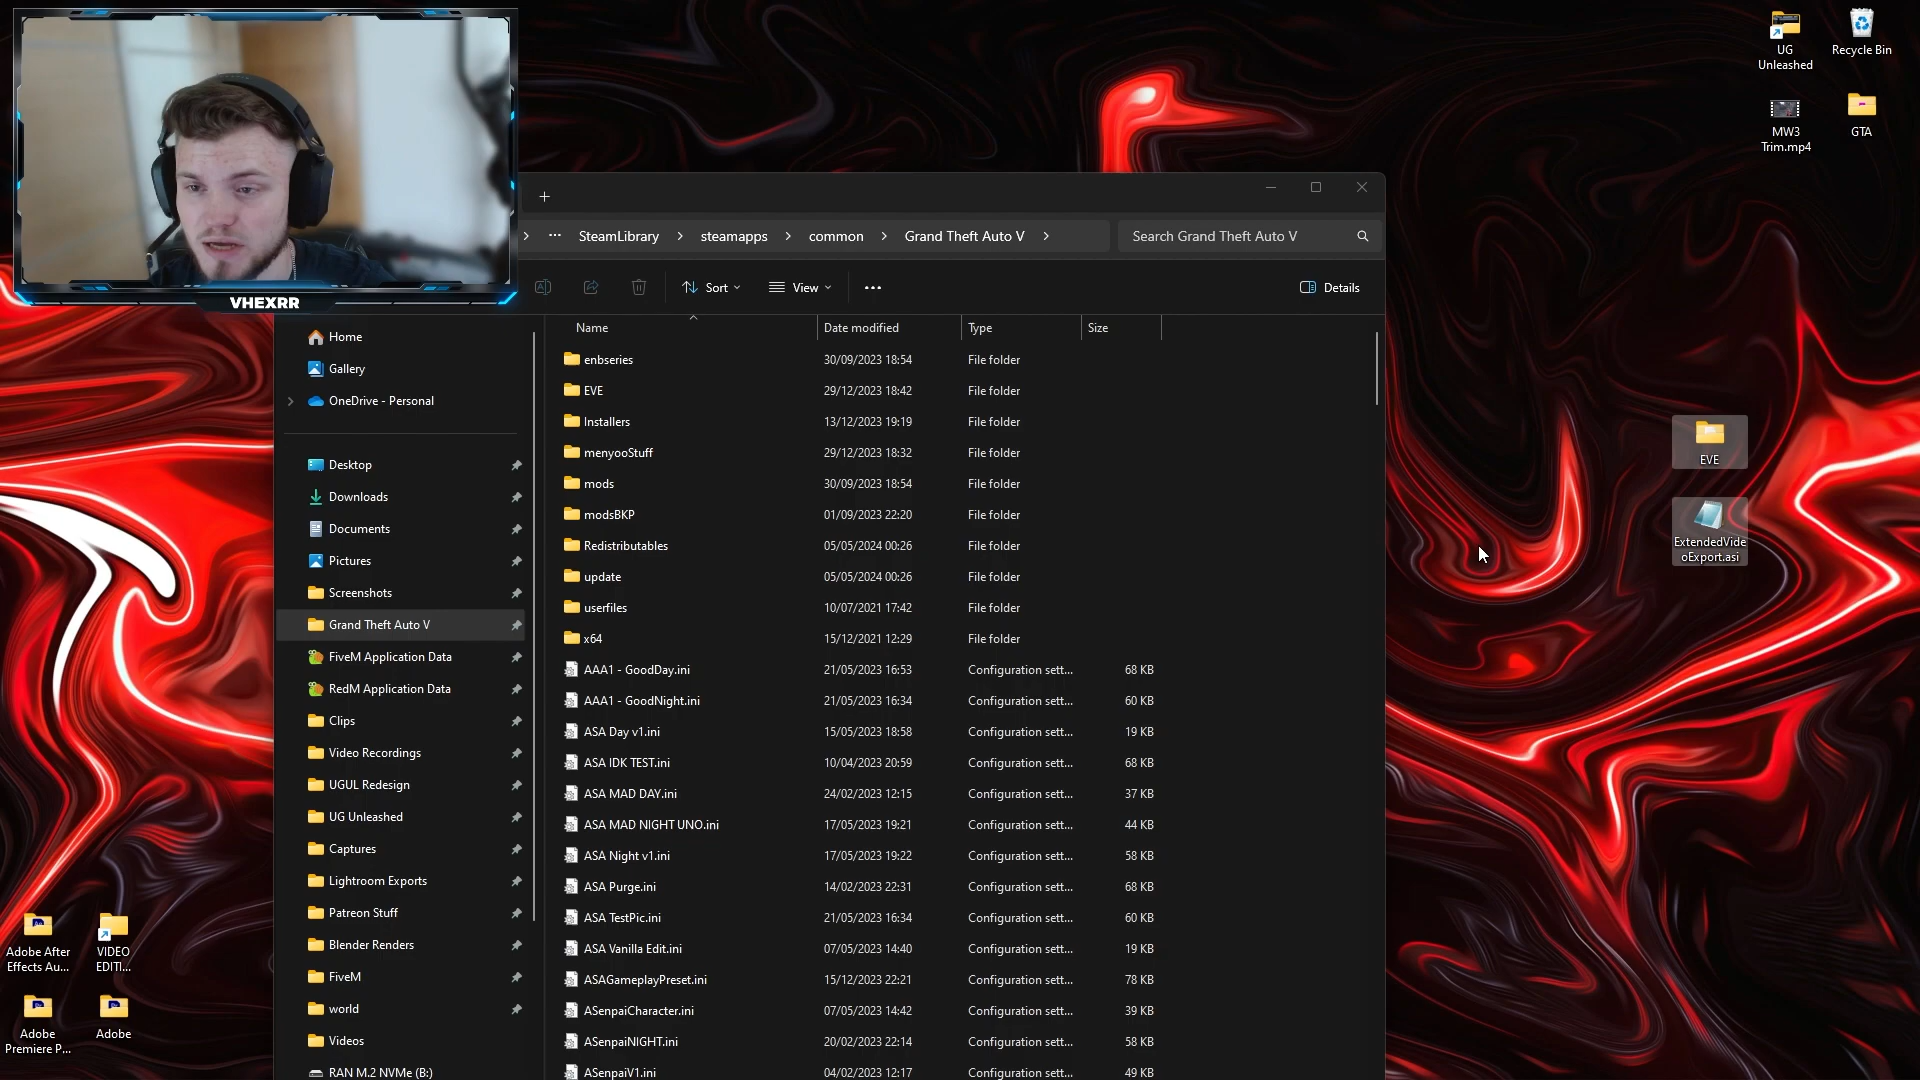 UG
Unleashed
Recycle Bin
MW3
Trim.mp4
GTA
VHEXRR
SteamLibrary
steamapps
common
Grand Theft Auto V
Search Grand Theft Auto V
Sort
View
Details
Home
Gallery
OneDrive - Personal
Desktop
Downloads
Documents
Pictures
Screenshots
Grand Theft Auto V
FiveM Application Data
RedM Application Data
Clips
Video Recordings
UGUL Redesign
UG Unleashed
Captures
Lightroom Exports
Patreon Stuff
Blender Renders
FiveM
world
Videos
RAN M.2 NVMe (B:)
Name Date modified Type Size
enbseries 30/09/2023 18:54 File folder
EVE 29/12/2023 18:42 File folder
Installers 13/12/2023 19:19 File folder
menyooStuff 29/12/2023 18:32 File folder
mods 30/09/2023 18:54 File folder
modsBKP 01/09/2023 22:20 File folder
Redistributables 05/05/2024 00:26 File folder
update 05/05/2024 00:26 File folder
userfiles 10/07/2021 17:42 File folder
x64 15/12/2021 12:29 File folder
AAA1 - GoodDay.ini 21/05/2023 16:53 Configuration sett... 68 KB
AAA1 - GoodNight.ini 21/05/2023 16:34 Configuration sett... 60 KB
ASA Day v1.ini 15/05/2023 18:58 Configuration sett... 19 KB
ASA IDK TEST.ini 10/04/2023 20:59 Configuration sett... 68 KB
ASA MAD DAY.ini 24/02/2023 12:15 Configuration sett... 37 KB
ASA MAD NIGHT UNO.ini 17/05/2023 19:21 Configuration sett... 44 KB
ASA Night v1.ini 17/05/2023 19:22 Configuration sett... 58 KB
ASA Purge.ini 14/02/2023 22:31 Configuration sett... 68 KB
ASA TestPic.ini 21/05/2023 16:34 Configuration sett... 60 KB
ASA Vanilla Edit.ini 07/05/2023 14:40 Configuration sett... 19 KB
ASAGameplayPreset.ini 15/12/2023 22:21 Configuration sett... 78 KB
ASenpaiCharacter.ini 07/05/2023 14:42 Configuration sett... 39 KB
ASenpaiNIGHT.ini 20/02/2023 22:14 Configuration sett... 58 KB
ASenpaiV1.ini 04/02/2023 12:17 Configuration sett... 49 KB
EVE
ExtendedVide
oExport.asi
Adobe After
Effects Au...
VIDEO
EDITI...
Adobe
Premiere P...
Adobe